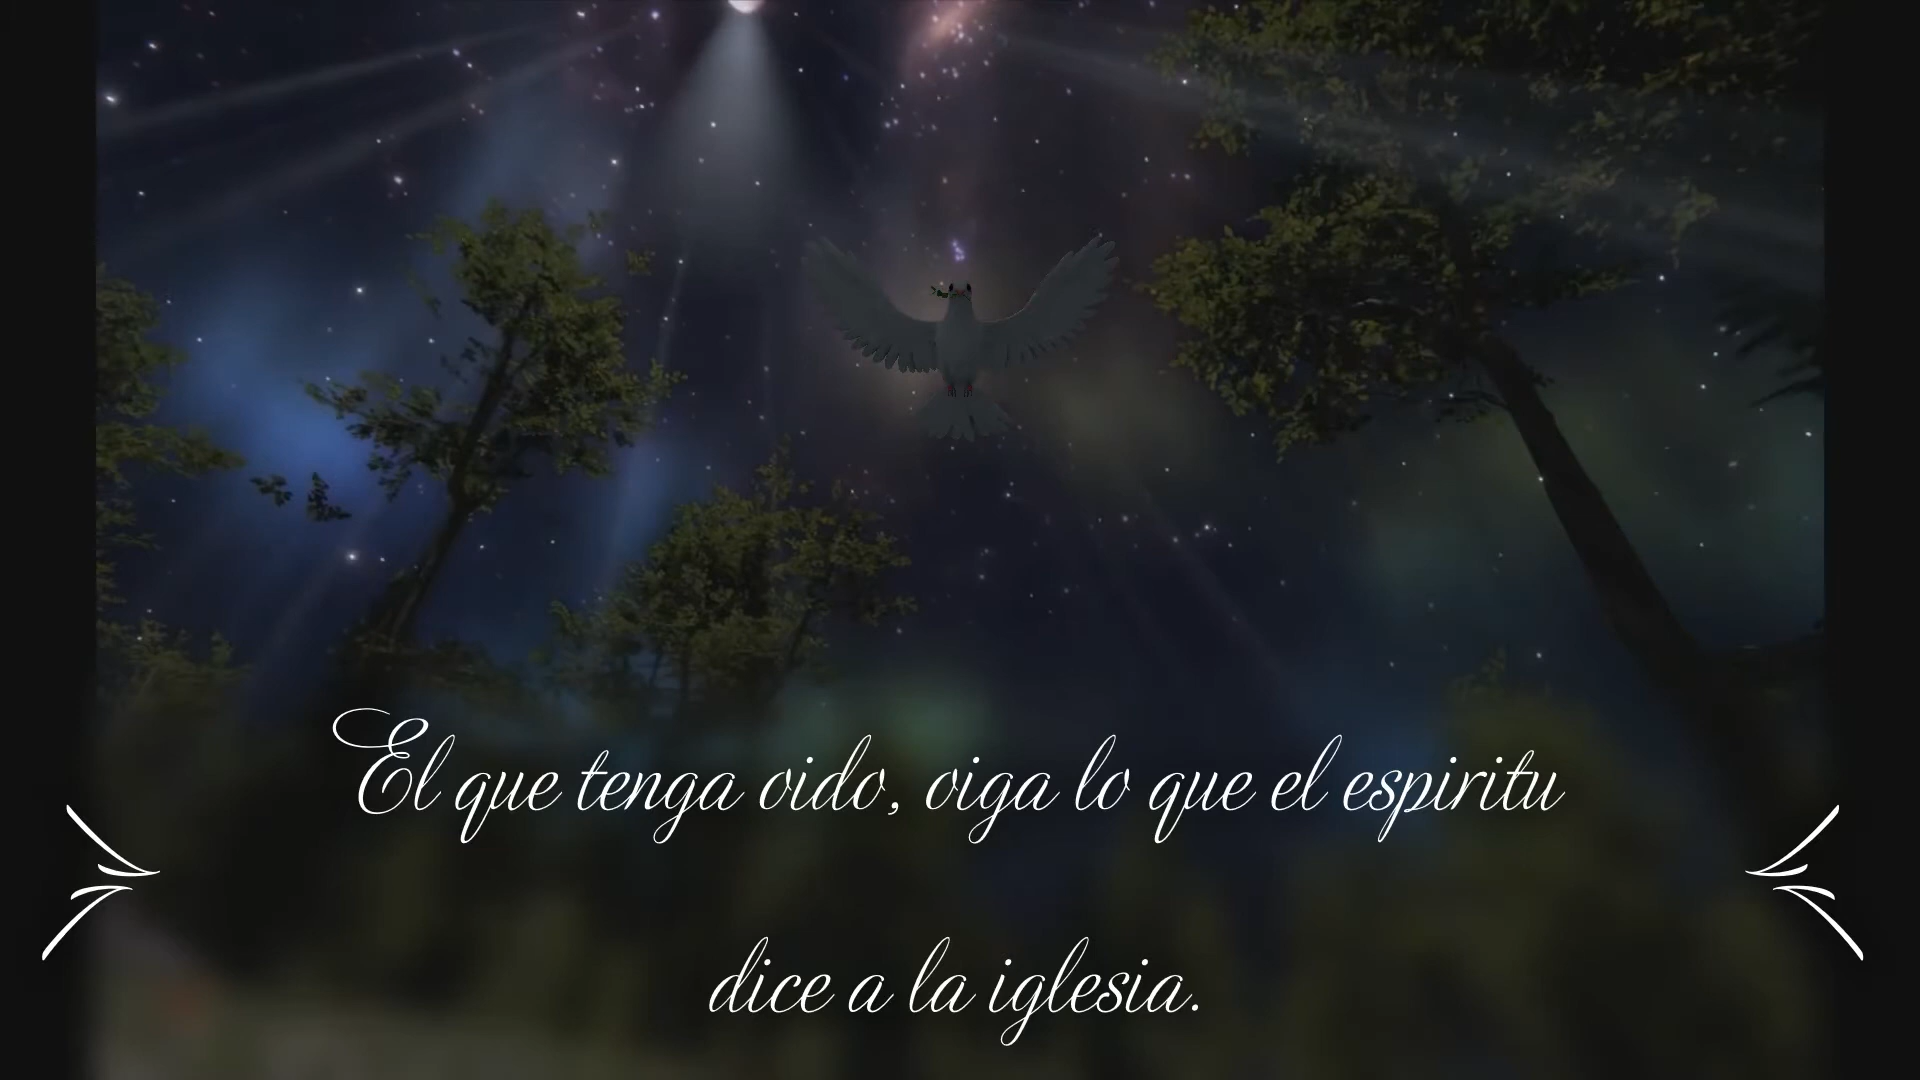 El que tenga oido, oiga lo que el espiritu
dice a la iglesia.